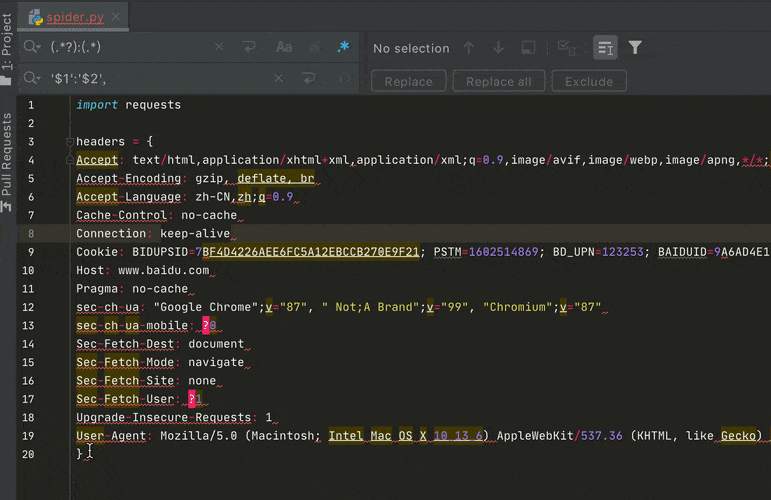 1: Project
Pull Requests
spider.py
(.*?):(.*)
Aa
.*
No selection
'$1':'$2',
Replace
Replace all
Exclude
1 import requests
2
3 headers = {
4 Accept: text/html,application/xhtml+xml,application/xml;q=0.9,image/avif,image/webp,image/apng,*/*;
5 Accept-Encoding: gzip, deflate, br
6 Accept-Language: zh-CN,zh;q=0.9
7 Cache-Control: no-cache
8 Connection: keep-alive
9 Cookie: BIDUPSID=7BF4D4226AEE6FC5A12EBCCB270E9F21; PSTM=1602514869; BD_UPN=123253; BAIDUID=9A6AD4E1
10 Host: www.baidu.com
11 Pragma: no-cache
12 sec-ch-ua: "Google Chrome";v="87", " Not;A Brand";v="99", "Chromium";v="87"
13 sec-ch-ua-mobile: ?0
14 Sec-Fetch-Dest: document
15 Sec-Fetch-Mode: navigate
16 Sec-Fetch-Site: none
17 Sec-Fetch-User: ?1
18 Upgrade-Insecure-Requests: 1
19 User-Agent: Mozilla/5.0 (Macintosh; Intel Mac OS X 10_13_6) AppleWebKit/537.36 (KHTML, like Gecko)
20 }